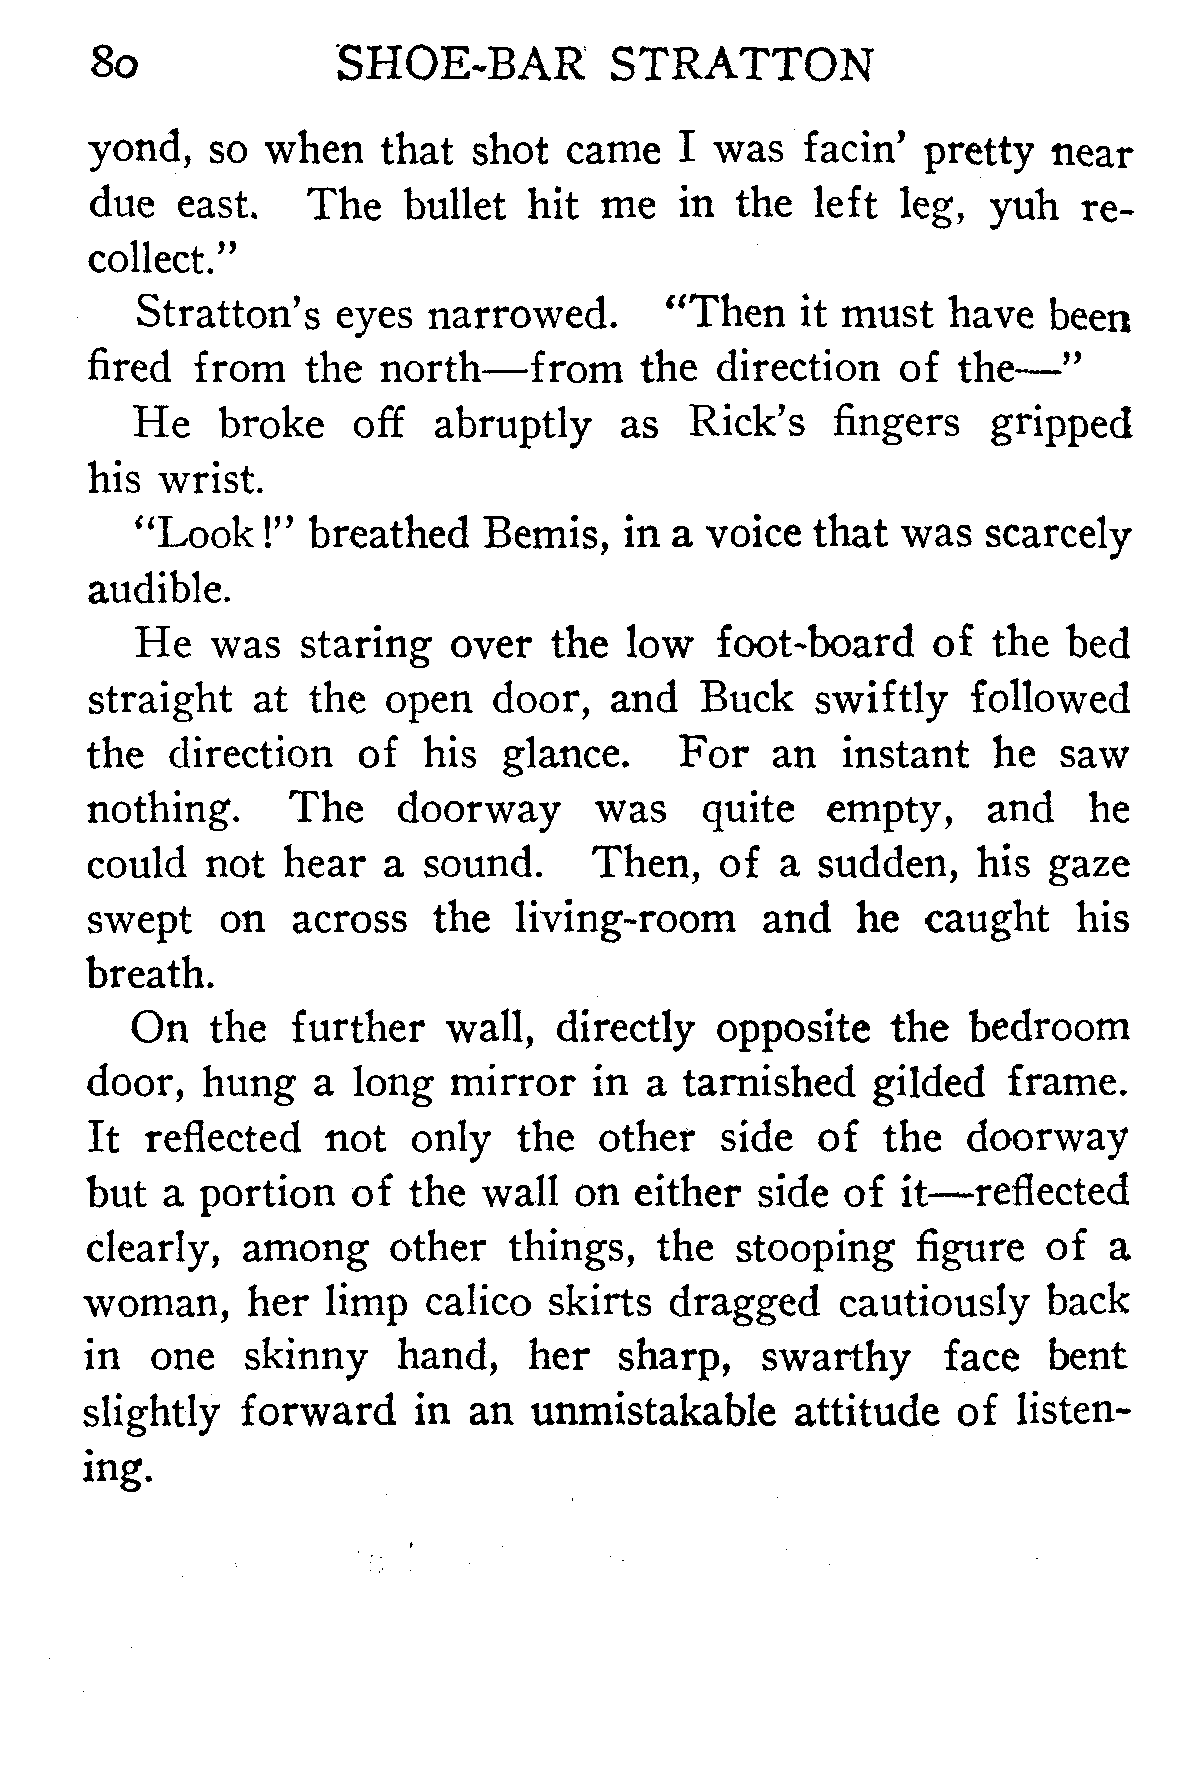 80 SHOE-BAR STRATTON
yond, so when that shot came I was facin' pretty near
due east. The bullet hit me in the left leg, yuh re-
collect."
Stratton's eyes narrowed. "Then it must have been
fired from the north—from the direction of the—"
He broke off abruptly as Rick's fingers gripped
his wrist.
"Look!" breathed Bemis, in a voice that was scarcely
audible.
He was staring over the low foot-board of the bed
straight at the open door, and Buck swiftly followed
the direction of his glance. For an instant he saw
nothing. The doorway was quite empty, and he
could not hear a sound. Then, of a sudden, his gaze
swept on across the living-room and he caught his
breath.
On the further wall, directly opposite the bedroom
door, hung a long mirror in a tarnished gilded frame.
It reflected not only the other side of the doorway
but a portion of the wall on either side of it—reflected
clearly, among other things, the stooping figure of a
woman, her limp calico skirts dragged cautiously back
in one skinny hand, her sharp, swarthy face bent
slightly forward in an unmistakable attitude of listen-
ing.